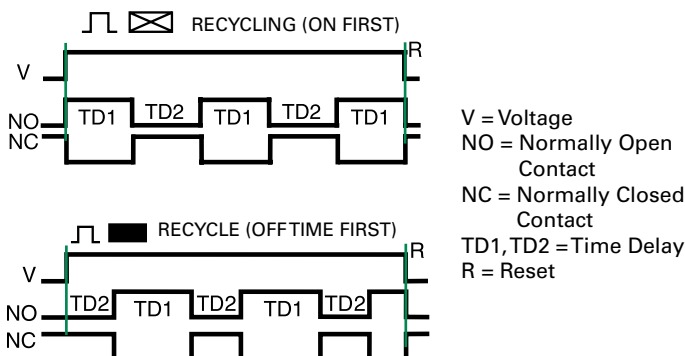 RECYCLING (ON FIRST)
R
V
NO
NC
TD1 TD2 TD1 TD2 TD1
V = Voltage
NO = Normally Open
Contact
NC = Normally Closed
Contact
TD1, TD2 = Time Delay
R = Reset
RECYCLE (OFF TIME FIRST)
R
V
NO
TD2 TD1 TD2 TD1 TD2
NC